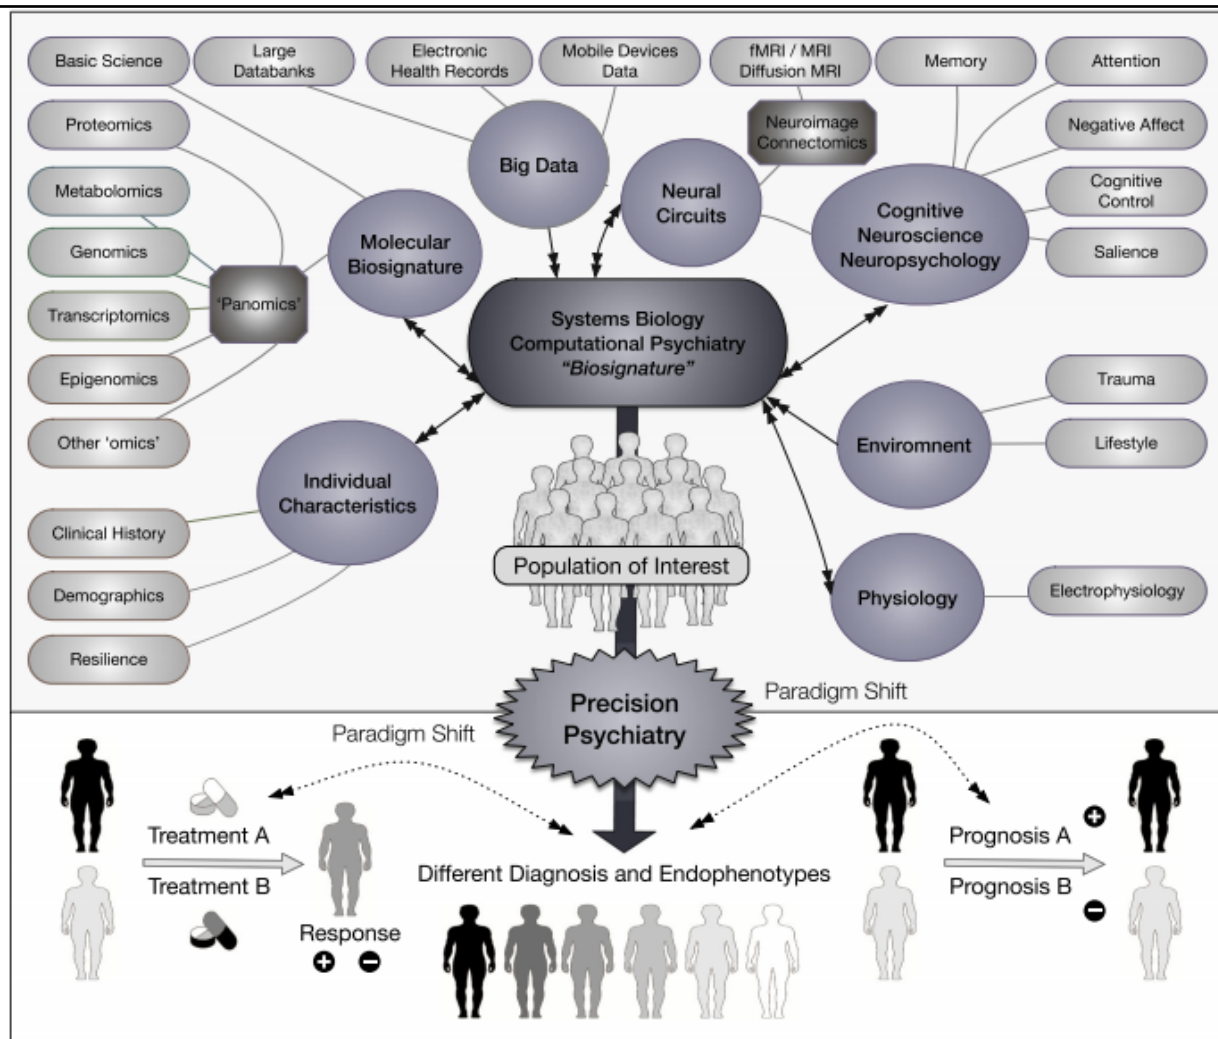 Basic Science
Large
Databanks
Electronic
Health Records
Mobile Devices
Data
fMRI / MRI
Diffusion MRI
Memory
Attention
Proteomics
Big Data
Neuroimage
Connectomics
Negative Affect
Metabolomics
Neural
Circuits
Cognitive
Control
Genomics
Molecular
Biosignature
Cognitive
Neuroscience
Neuropsychology
Salience
'Panomics'
Transcriptomics
Systems Biology
Computational Psychiatry
"Biosignature"
Epigenomics
Trauma
Other 'omics'
Enviromnent
Lifestyle
Individual
Characteristics
Clinical History
Population of Interest
Demographics
Physiology
Electrophysiology
Resilience
Precision
Psychiatry
Paradigm Shift
Paradigm Shift
Treatment A
Treatment B
Response
+ −
Different Diagnosis and Endophenotypes
Prognosis A
+
Prognosis B
−